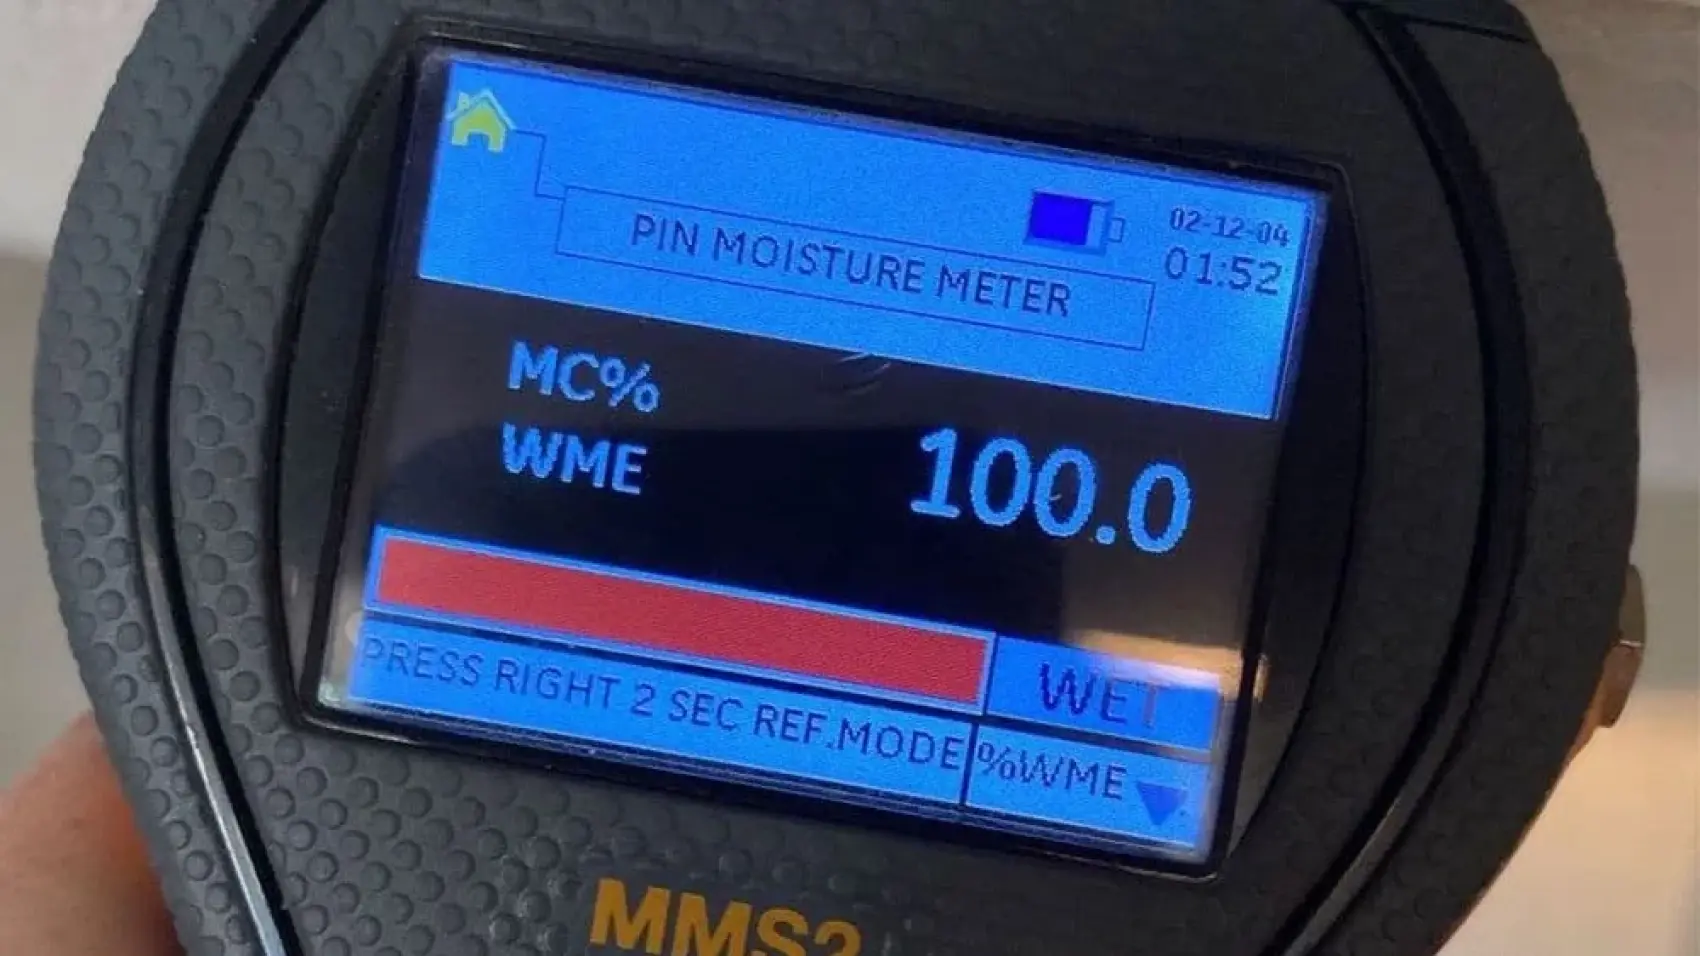 02-12-04
01:52
PIN MOISTURE METER
MC%
WME
100.0
WET
PRESS RIGHT 2 SEC REF.MODE
%WME
MMS2